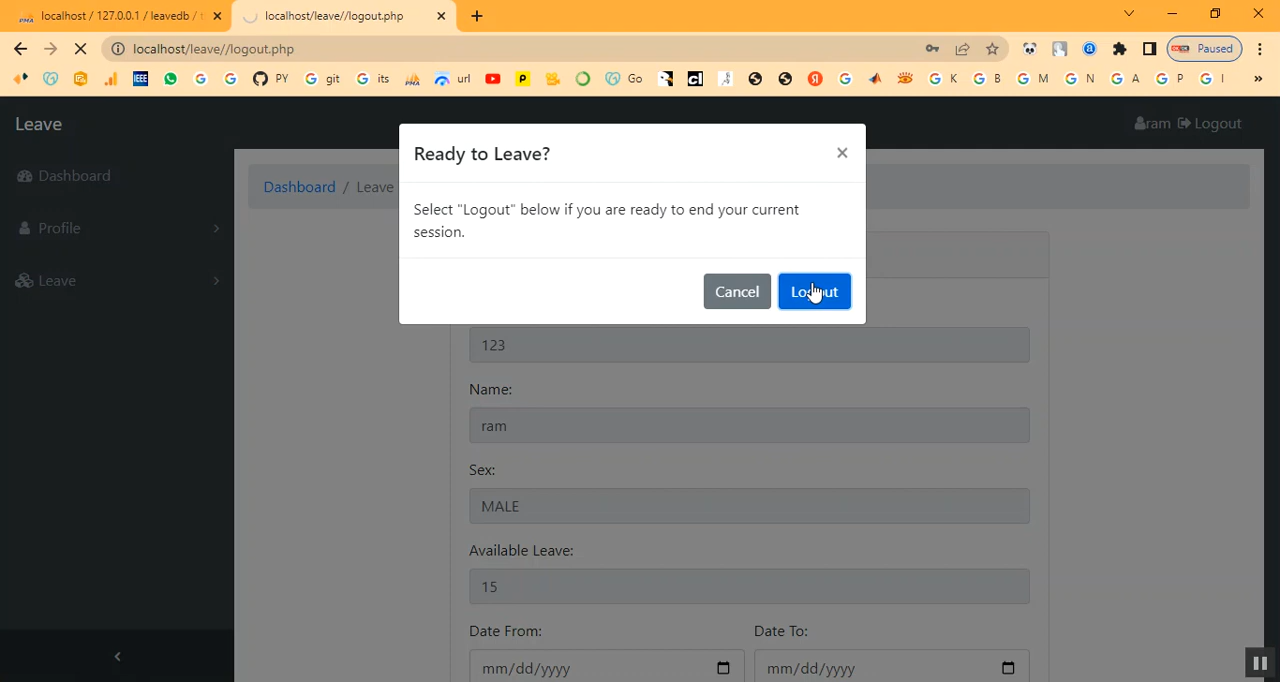 localhost / 127.0.0.1 / leavedb /
localhost/leave//logout.php
localhost/leave//logout.php
Paused
PY
git
its
url
Go
K
B
M
N
A
P
I
Leave
ram Logout
Dashboard
Profile
Leave
Dashboard / Leave
Ready to Leave?
Select "Logout" below if you are ready to end your current
session.
Cancel
Logout
123
Name:
ram
Sex:
MALE
Available Leave:
15
Date From:
Date To:
mm/dd/yyyy
mm/dd/yyyy